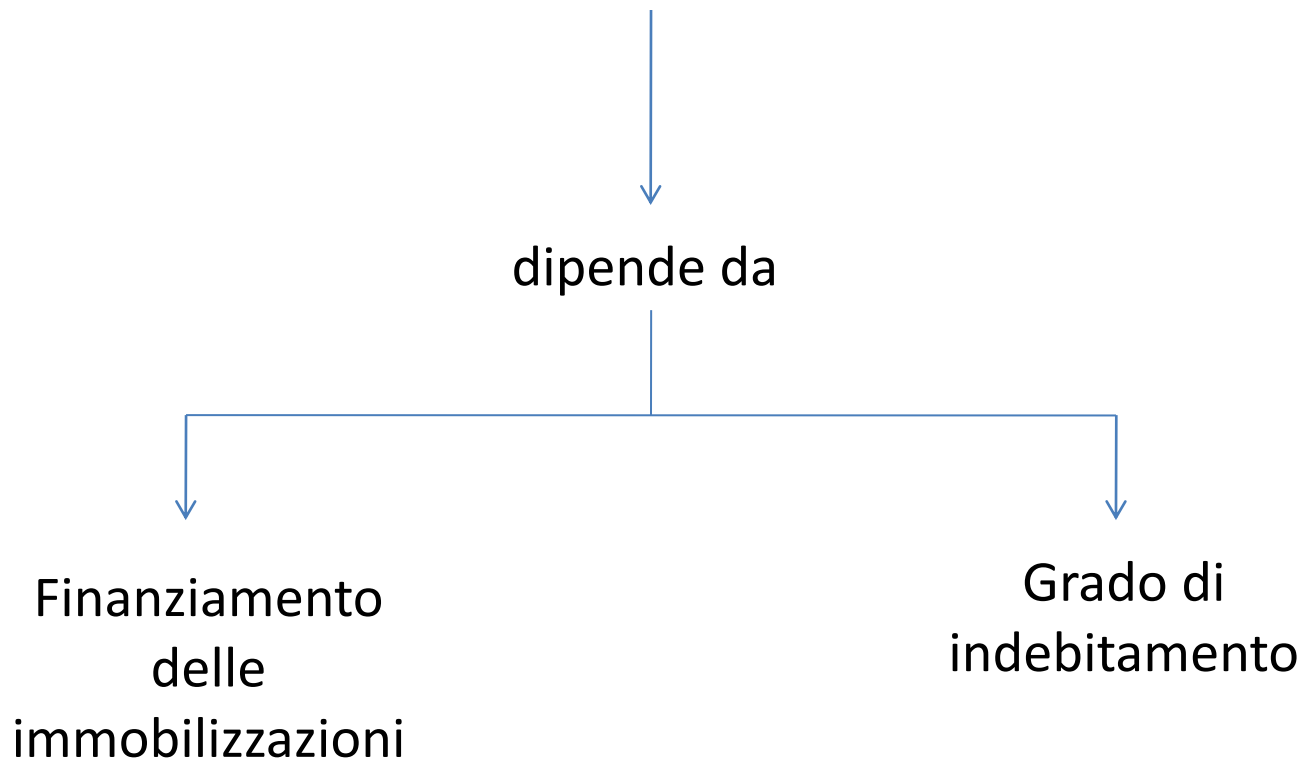 dipende da
Finanziamento
delle
immobilizzazioni
Grado di
indebitamento